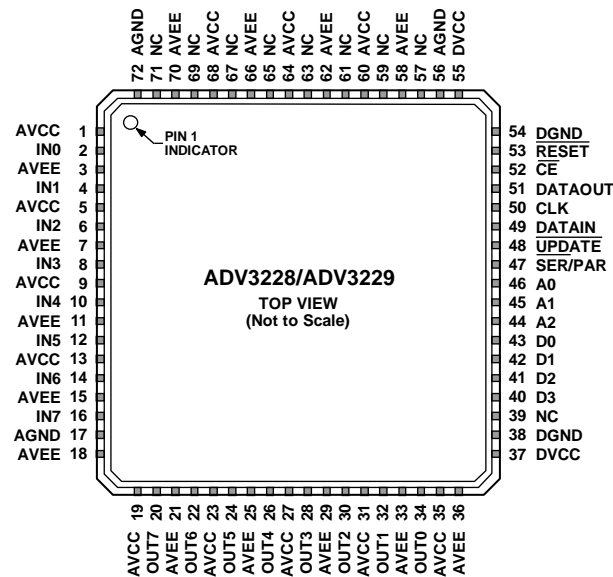 72 AGND
71 NC
70 AVEE
69 NC
68 AVCC
67 NC
66 AVEE
65 NC
64 AVCC
63 NC
62 AVEE
61 NC
60 AVCC
59 NC
58 AVEE
57 NC
56 AGND
55 DVCC
AVCC 1
IN0 2
AVEE 3
IN1 4
AVCC 5
IN2 6
AVEE 7
IN3 8
AVCC 9
IN4 10
AVEE 11
IN5 12
AVCC 13
IN6 14
AVEE 15
IN7 16
AGND 17
AVEE 18
PIN 1
INDICATOR
ADV3228/ADV3229
TOP VIEW
(Not to Scale)
54 DGND
53 RESET
52 CE
51 DATAOUT
50 CLK
49 DATAIN
48 UPDATE
47 SER/PAR
46 A0
45 A1
44 A2
43 D0
42 D1
41 D2
40 D3
39 NC
38 DGND
37 DVCC
AVCC 19
OUT7 20
AVEE 21
OUT6 22
AVCC 23
OUT5 24
AVEE 25
OUT4 26
AVCC 27
OUT3 28
AVEE 29
OUT2 30
AVCC 31
OUT1 32
AVEE 33
OUT0 34
AVCC 35
AVEE 36